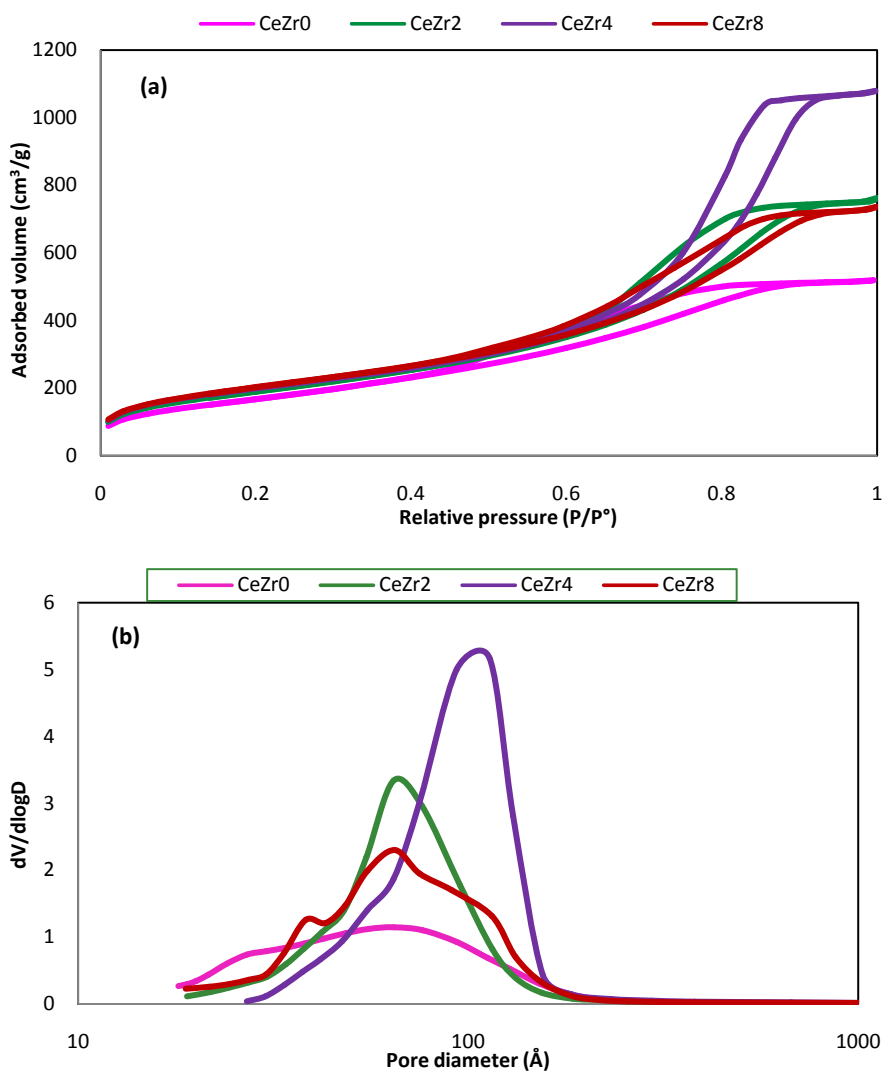 CeZr0 CeZr2 CeZr4 CeZr8
(a)
Adsorbed volume (cm³/g)
1200
1000
800
600
400
200
0
0 0.2 0.4 0.6 0.8 1
Relative pressure (P/P°)
CeZr0 CeZr2 CeZr4 CeZr8
(b)
dV/dlogD
6
5
4
3
2
1
0
10 100 1000
Pore diameter (Å)